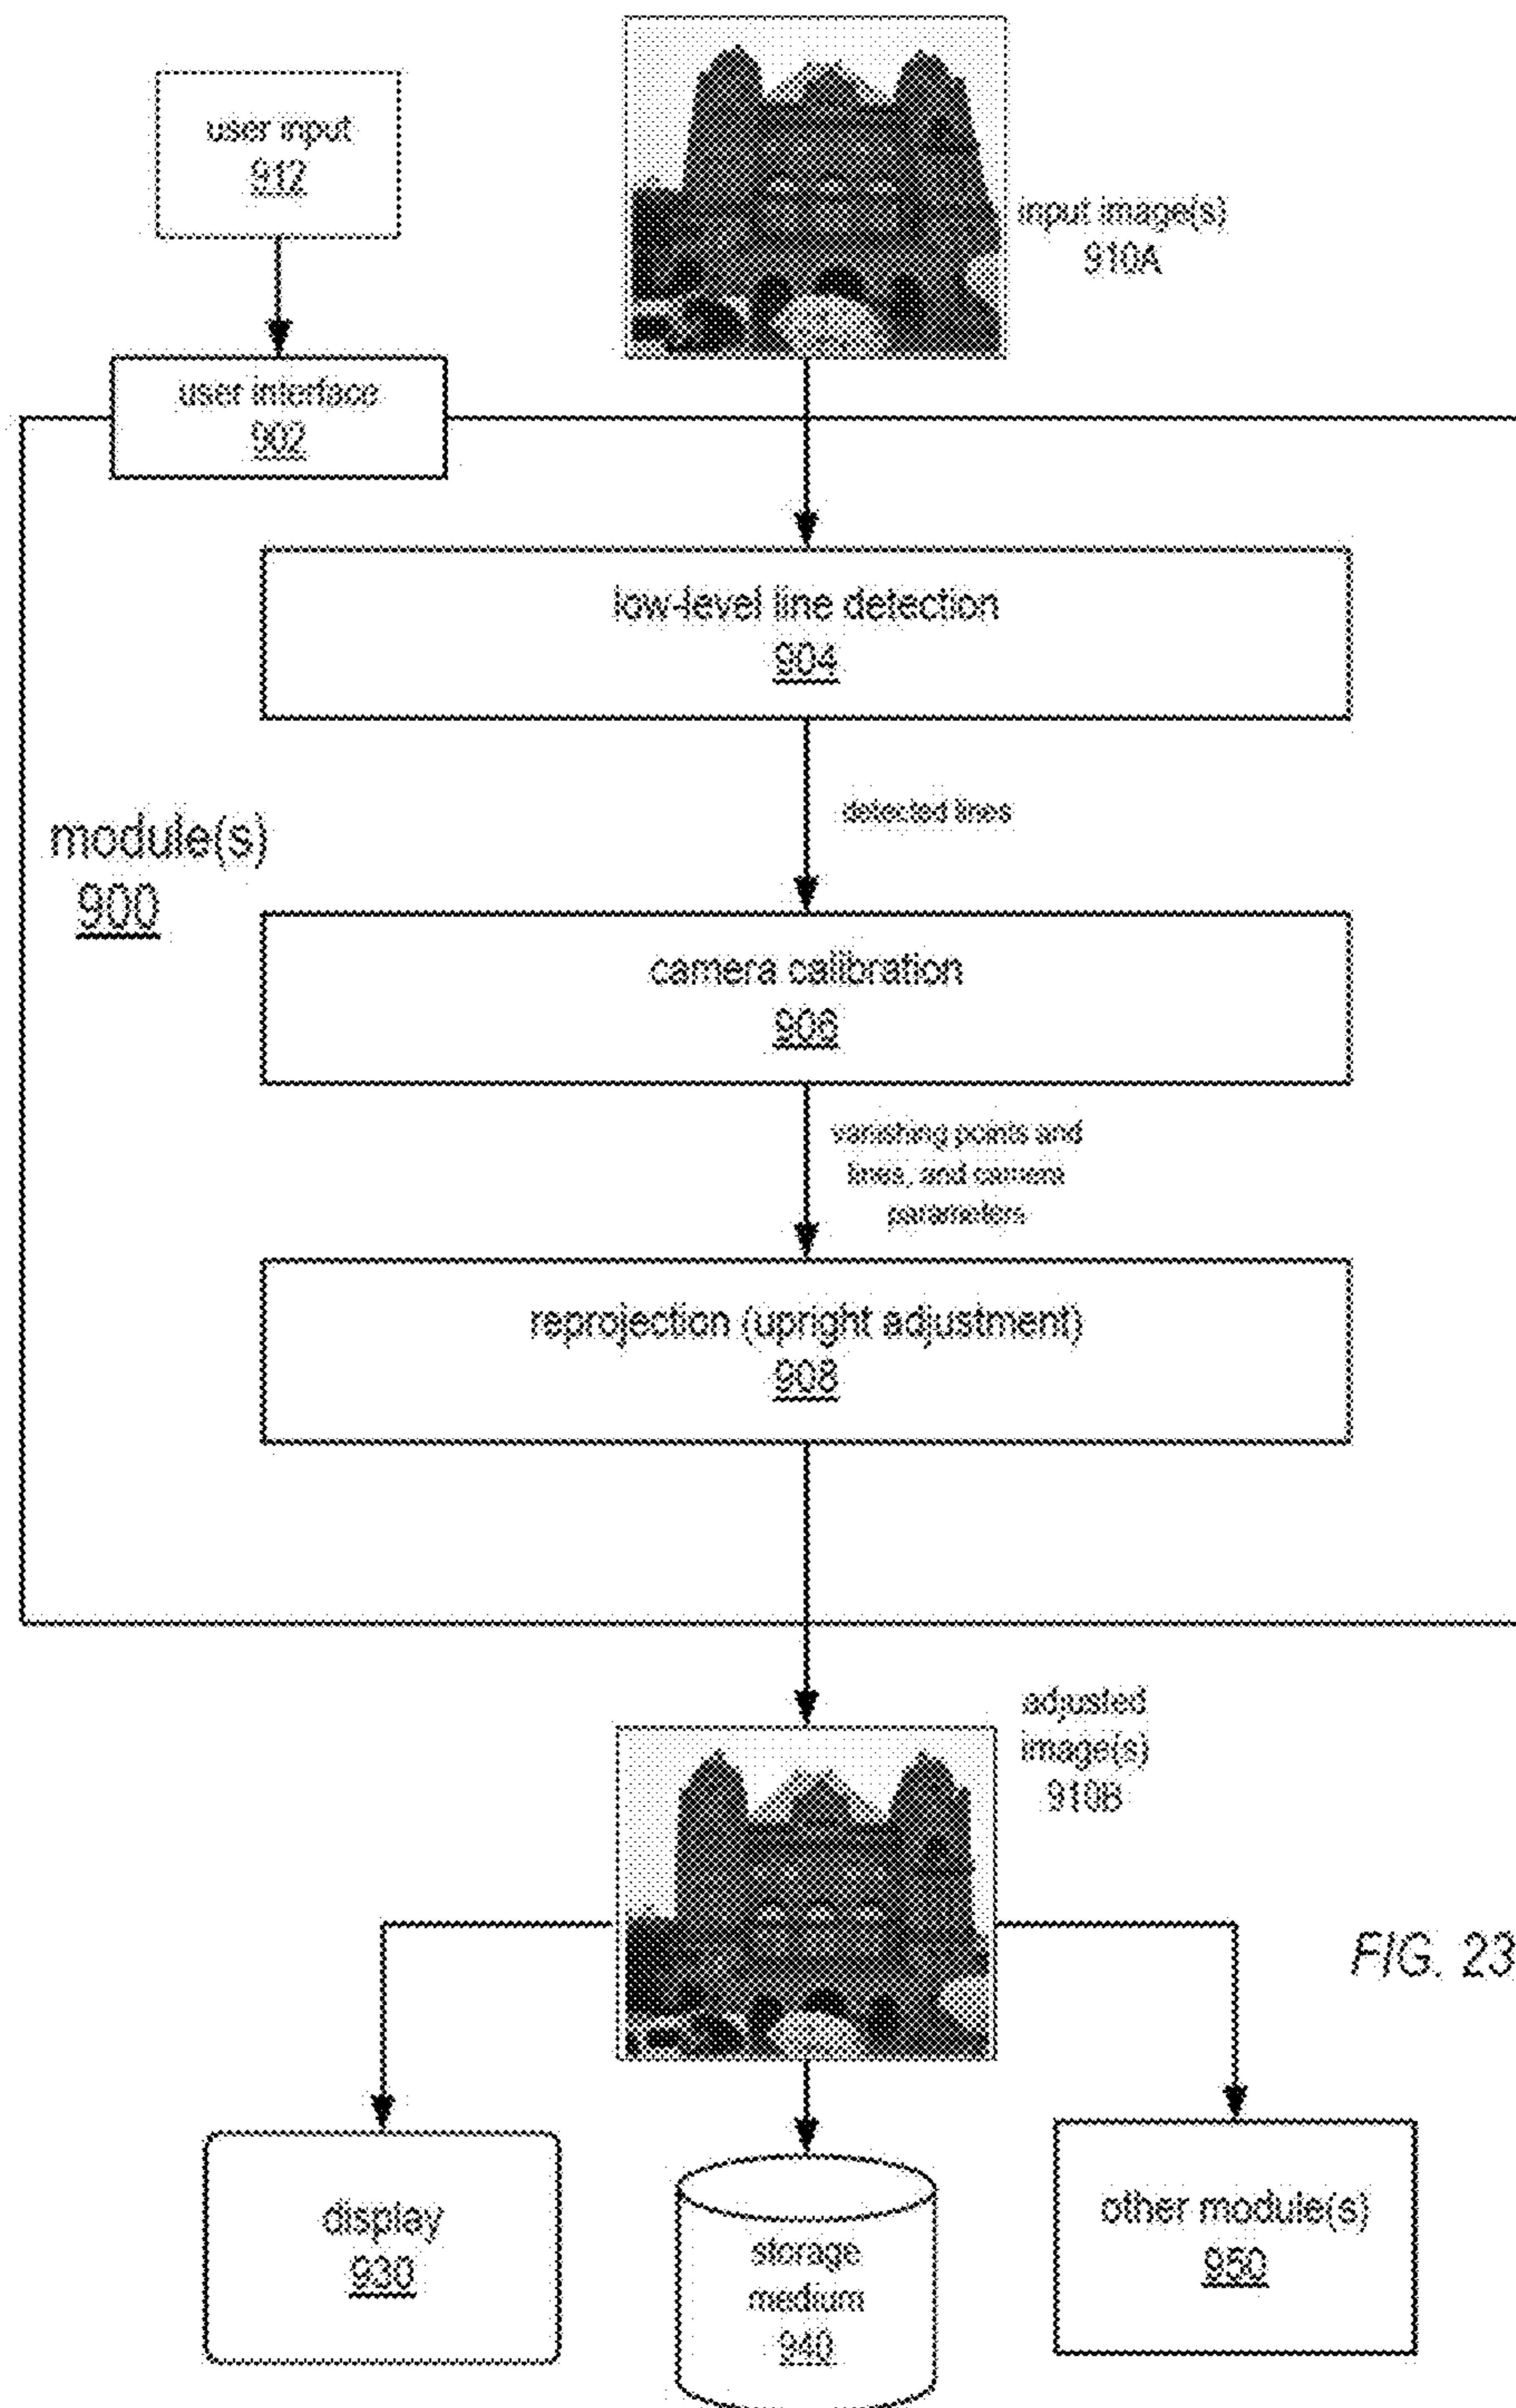 user input
912
input image(s)
910A
user interface
902
low-level line detection
904
detected lines
module(s)
900
camera calibration
906
vanishing points and
lines, and camera
parameters
reprojection (upright adjustment)
908
adjusted
image(s)
910B
FIG. 23
display
930
storage
medium
940
other module(s)
950